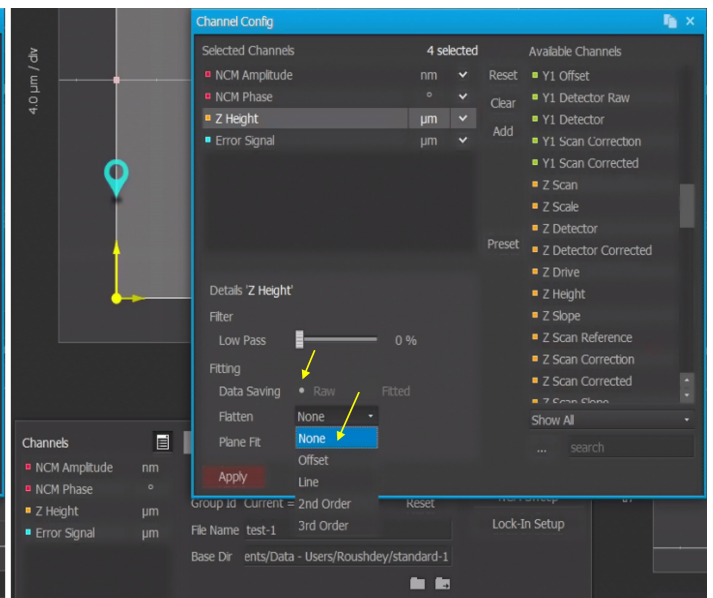 Channel Config
Selected Channels 4 selected Available Channels
4.0 µm / div
NCM Amplitude nm Reset Y1 Offset
NCM Phase ° Y1 Detector Raw
Z Height µm Clear Y1 Detector
Error Signal µm Add Y1 Scan Correction
Y1 Scan Corrected
Z Scan
Z Scale
Z Detector
Preset Z Detector Corrected
Z Drive
Details 'Z Height' Z Height
Filter Z Slope
Low Pass 0 % Z Scan Reference
Fitting Z Scan Correction
Data Saving Raw Fitted Z Scan Corrected
Z Scan Slope
Flatten None Show All
Plane Fit None ... search
Offset
Apply Line
2nd Order
3rd Order
Channels
NCM Amplitude nm
NCM Phase °
Z Height µm
Error Signal µm
Group Id Current = Reset
File Name test-1 Lock-In Setup
Base Dir ents/Data - Users/Roushdey/standard-1